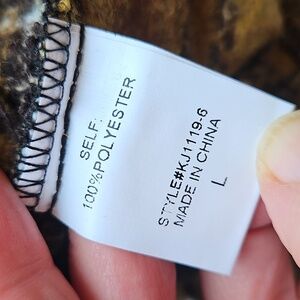 SELF:
100%POLYESTER
STYLE#KJ1119-6
MADE IN CHINA
L